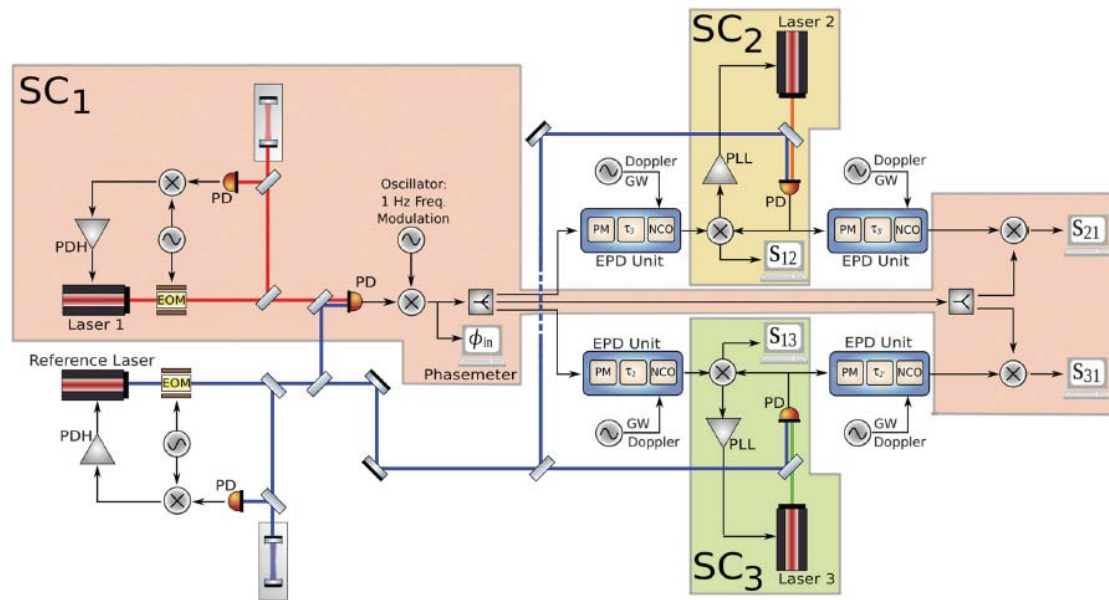 SC1
PD
PDH
EOM
Laser 1
Oscillator:
1 Hz Freq.
Modulation
PD
ϕin
Phasemeter
Reference Laser
EOM
PDH
PD
SC2
Laser 2
PLL
PD
S12
Doppler
GW
PM τ3 NCO
EPD Unit
Doppler
GW
PM τ3' NCO
EPD Unit
S21
S31
EPD Unit
PM τ2 NCO
GW
Doppler
S13
PD
PLL
SC3
Laser 3
EPD Unit
PM τ2' NCO
GW
Doppler